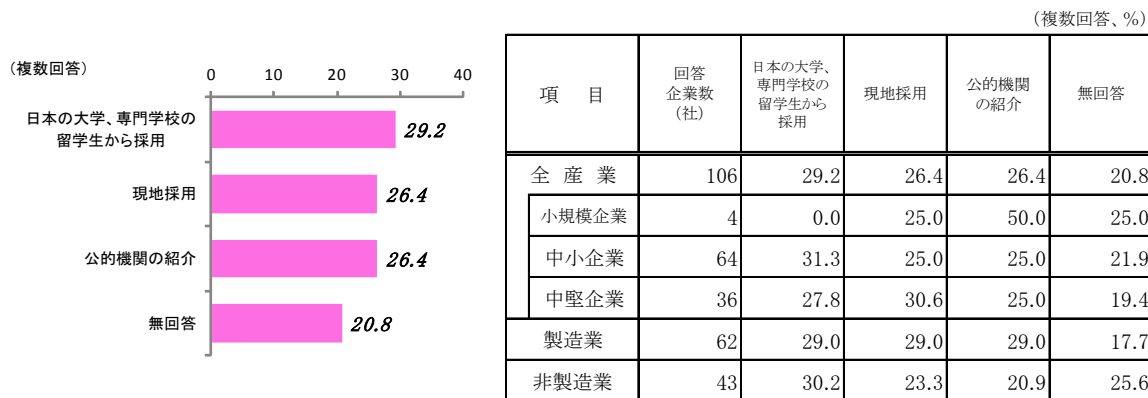 （複数回答、%）
（複数回答）
0 10 20 30 40
日本の大学、専門学校の
留学生から採用
29.2
現地採用
26.4
公的機関の紹介
26.4
無回答
20.8
項 目
回答
企業数
（社）
日本の大学、
専門学校の
留学生から
採用
現地採用
公的機関
の紹介
無回答
全 産 業 106 29.2 26.4 26.4 20.8
小規模企業 4 0.0 25.0 50.0 25.0
中小企業 64 31.3 25.0 25.0 21.9
中堅企業 36 27.8 30.6 25.0 19.4
製造業 62 29.0 29.0 29.0 17.7
非製造業 43 30.2 23.3 20.9 25.6